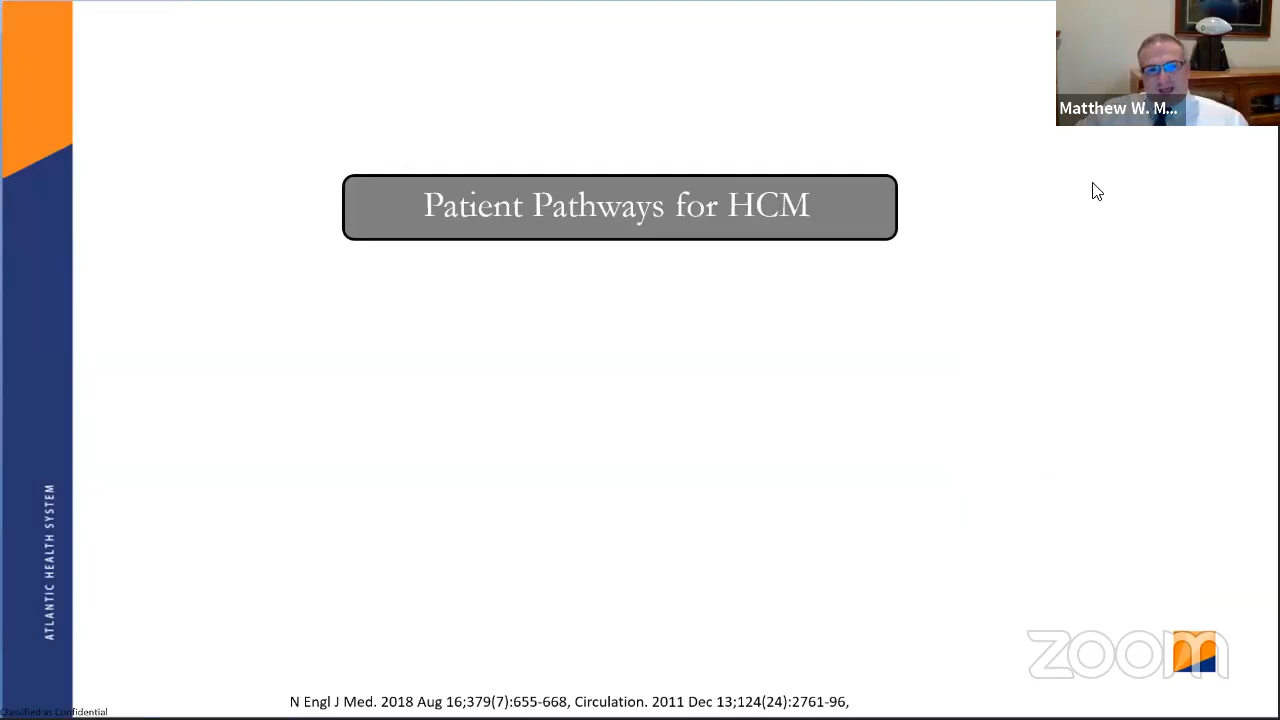 Matthew W. M...
Patient Pathways for HCM
ATLANTIC HEALTH SYSTEM
zoom
N Engl J Med. 2018 Aug 16;379(7):655-668, Circulation. 2011 Dec 13;124(24):2761-96,
Classified as Confidential